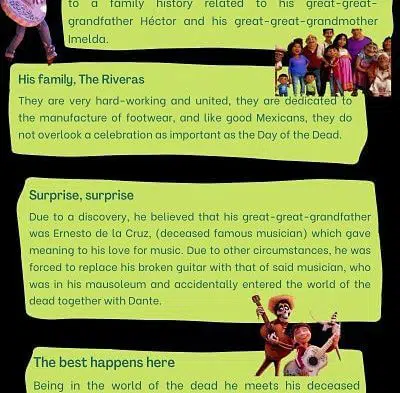 to a family history related to his great-great-
grandfather Héctor and his great-great-grandmother
Imelda.
His family, The Riveras
They are very hard-working and united, they are dedicated to
the manufacture of footwear, and like good Mexicans, they do
not overlook a celebration as important as the Day of the Dead.
Surprise, surprise
Due to a discovery, he believed that his great-great-grandfather
was Ernesto de la Cruz, (deceased famous musician) which gave
meaning to his love for music. Due to other circumstances, he was
forced to replace his broken guitar with that of said musician, who
was in his mausoleum and accidentally entered the world of the
dead together with Dante.
The best happens here
Being in the world of the dead he meets his deceased